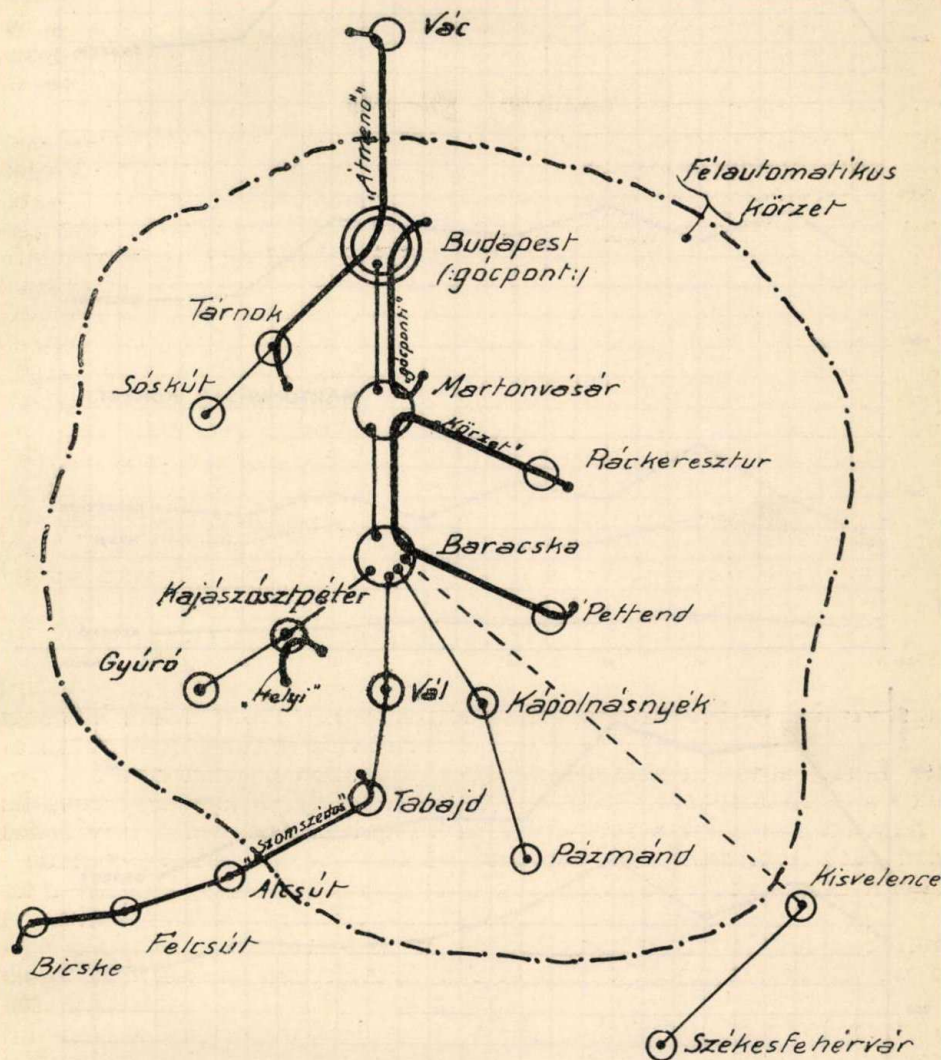 Vác
"Átmenő"
Félautomatikus
körzet
Budapest
/:gócpont:/
Tárnok
"gócponti"
Sóskút
Martonvásár
"Körzet"
Ráckeresztur
Baracska
Kajászósztpéter
Pettend
Gyúró
"Helyi"
Vál
Kápolnásnyék
"Szomszédos"
Tabajd
Pázmánd
Alcsút
Kisvelence
Felcsút
Bicske
Székesfehérvár